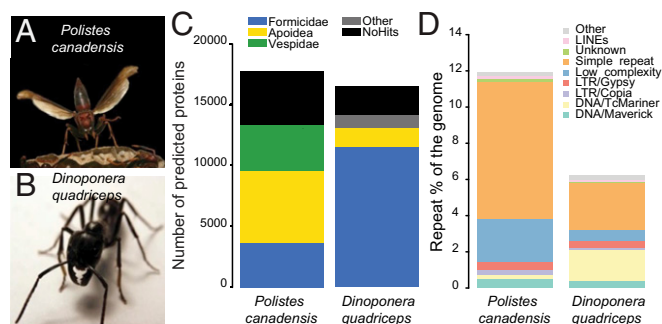 A
Polistes
canadensis
B
Dinoponera
quadriceps
C
Formicidae
Apoidea
Vespidae
Other
NoHits
Number of predicted proteins
20000
15000
10000
5000
0
Polistes
canadensis
Dinoponera
quadriceps
D
Other
LINEs
Unknown
Simple repeat
Low complexity
LTR/Gypsy
LTR/Copia
DNA/TcMariner
DNA/Maverick
Repeat % of the genome
14
12
10
8
6
4
2
0
Polistes
canadensis
Dinoponera
quadriceps